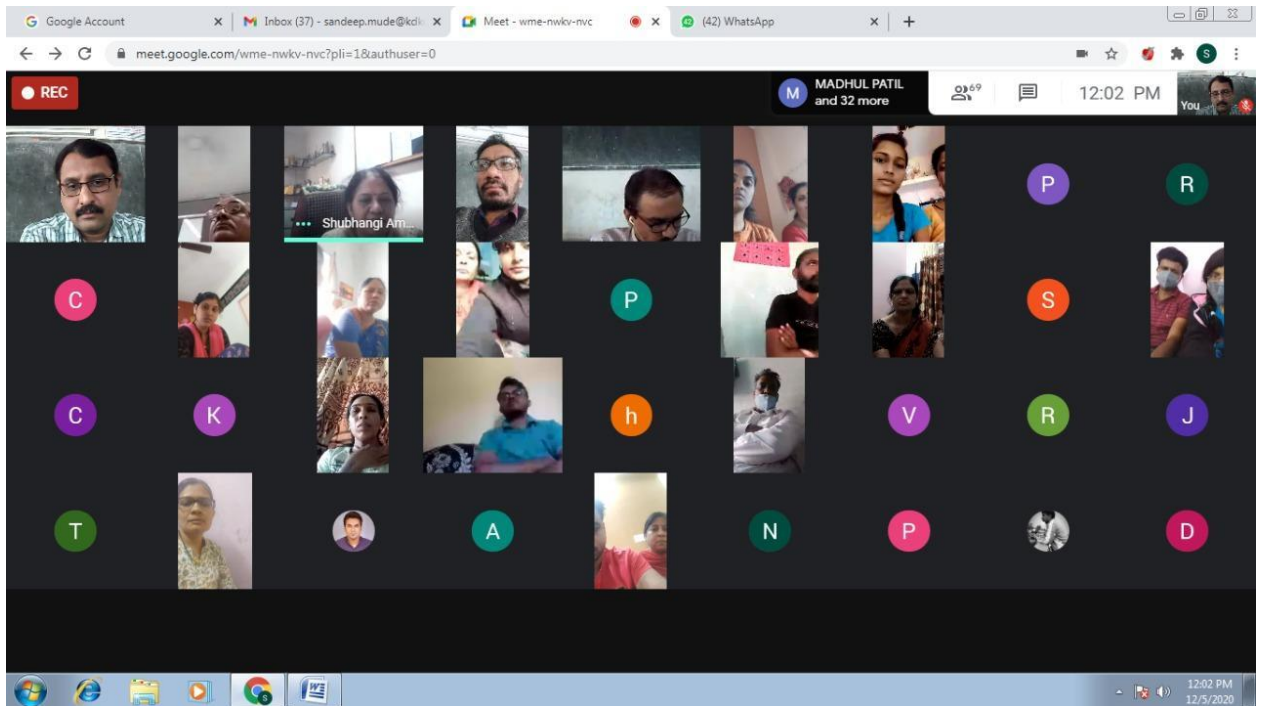 Google Account
Inbox (37) - sandeep.mude@kdk
Meet - wme-nwkv-nvc
(42) WhatsApp
meet.google.com/wme-nwkv-nvc?pli=1&authuser=0
S
REC
M
MADHUL PATIL
and 32 more
69
12:02 PM
You
Shubhangi Am...
P
R
C
P
S
C
K
h
V
R
J
T
A
N
P
D
12:02 PM
12/5/2020